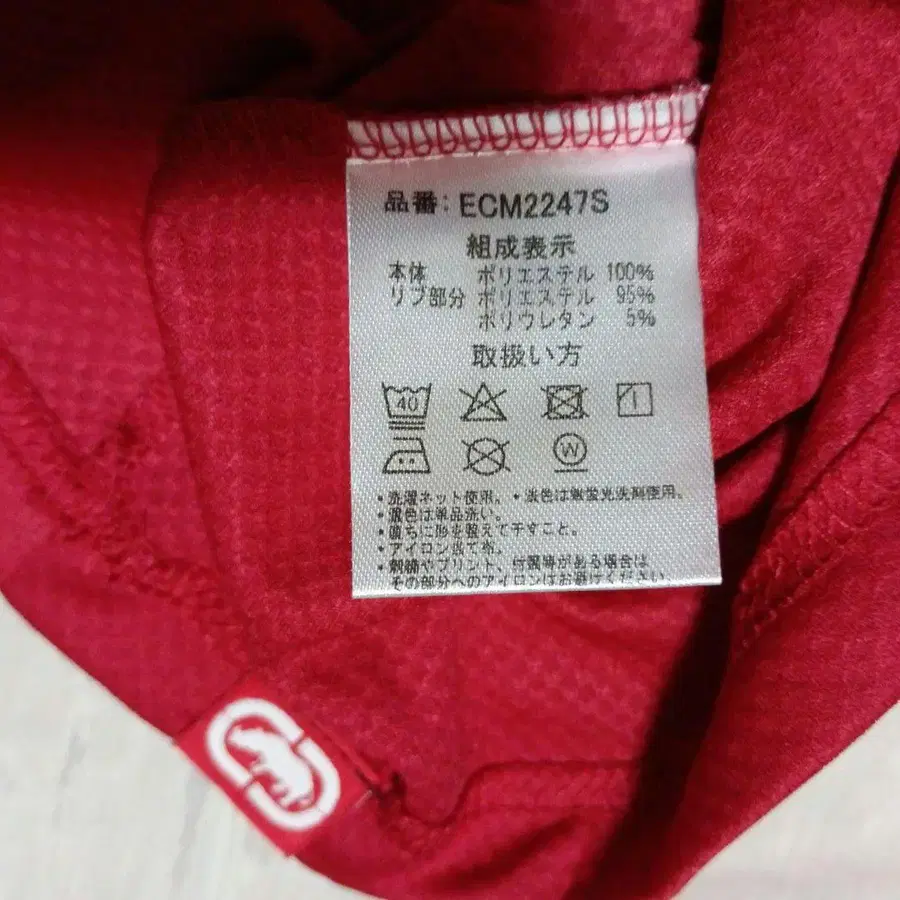 品番: ECM2247S
組成表示
本体 ポリエステル 100%
リブ部分 ポリエステル 95%
ポリウレタン 5%
取扱い方
40
W
・洗濯ネット使用。・濃色は無蛍光洗剤使用。
・濃色は単品洗い。
・直ちに形を整えて干すこと。
・アイロン当て布。
・刺繍やプリント、付属等がある場合は
その部分へのアイロンはお避けください。